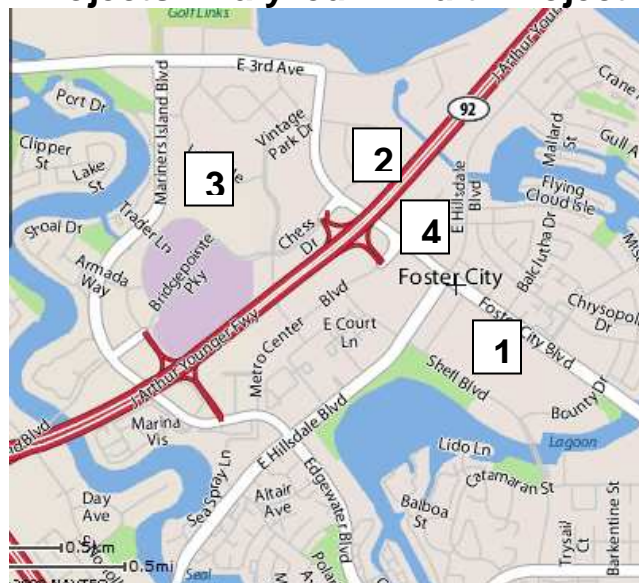 Golf Links
E 3rd Ave
J Arthur Younger
92
Port Dr
Mariners Island Blvd
Vintage
Park Dr
Crane
Clipper
St
Lake
St
3
2
Mallard
St
Gull A
Flying
Cloud Isle
E Hillsdale
Blvd
Trader Ln
Shoal Dr
Chess
Dr
4
Balclutha Dr
Armada
Way
Bridgepointe
Pky
Blvd
Foster City
Chrysopol
Dr
Metro Center
E Court
Ln
Foster City Blvd
1
J Arthur Younger Fwy
Shell Blvd
Bounty Dr
Marina
Vis
E Hillsdale Blvd
Lido Ln
Lagoon
Sea Spray Ln
Edgewater Blvd
Catamaran St
Day
Ave
Altair
Ave
Balboa
St
Trysail
Ct
Barkentine St
0.5km
0.5mi
Seal